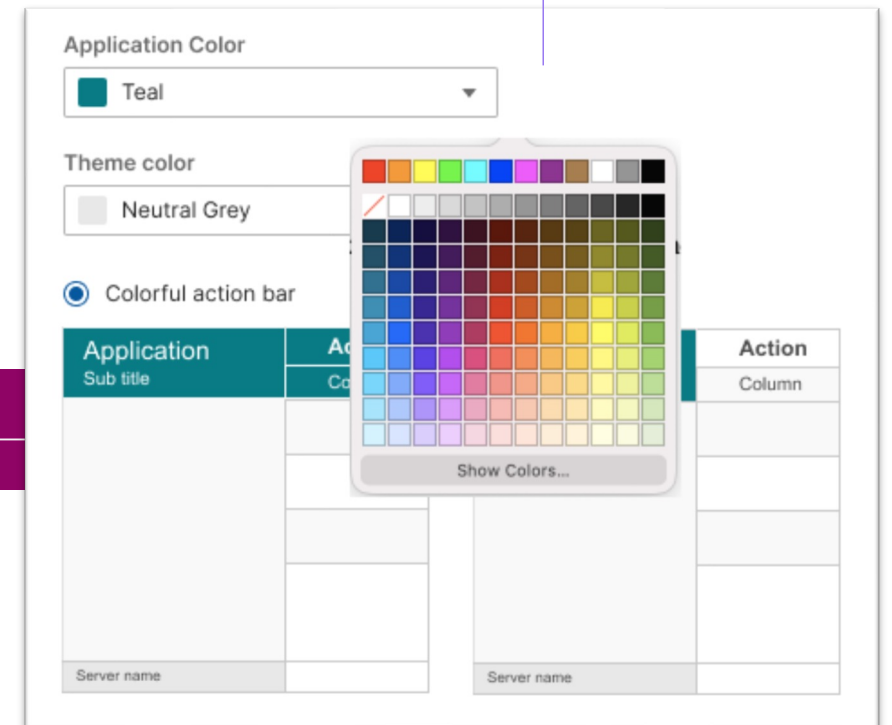 Application Color
Teal
Theme color
Neutral Grey
Colorful action bar
Application
Sub title
Action
Column
Show Colors...
Server name
Server name